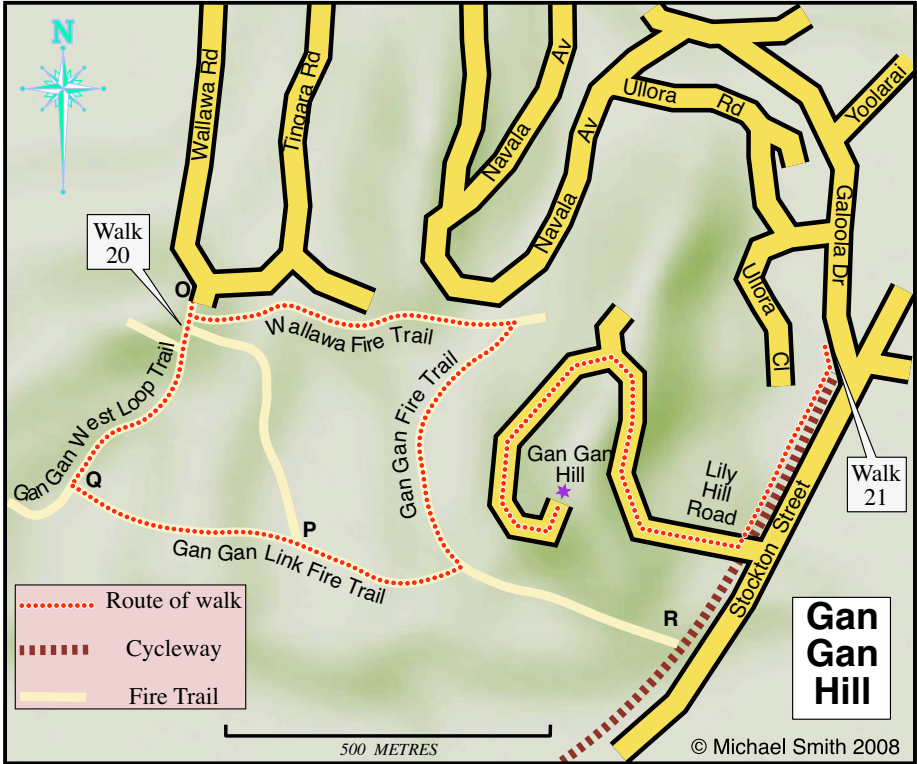 N
Wallawa Rd
Tingara Rd
Av
Navala
Av
Navala
Ullora Rd
Yoolarai
Galoola Dr
Ullora Cl
Walk
20
O
Wallawa Fire Trail
Gan Gan West Loop Trail
Gan Gan Fire Trail
Gan Gan
Hill
Lily
Hill
Road
Walk
21
Stockton Street
Q
P
Gan Gan Link Fire Trail
R
Route of walk
Cycleway
Fire Trail
Gan
Gan
Hill
500 METRES
© Michael Smith 2008